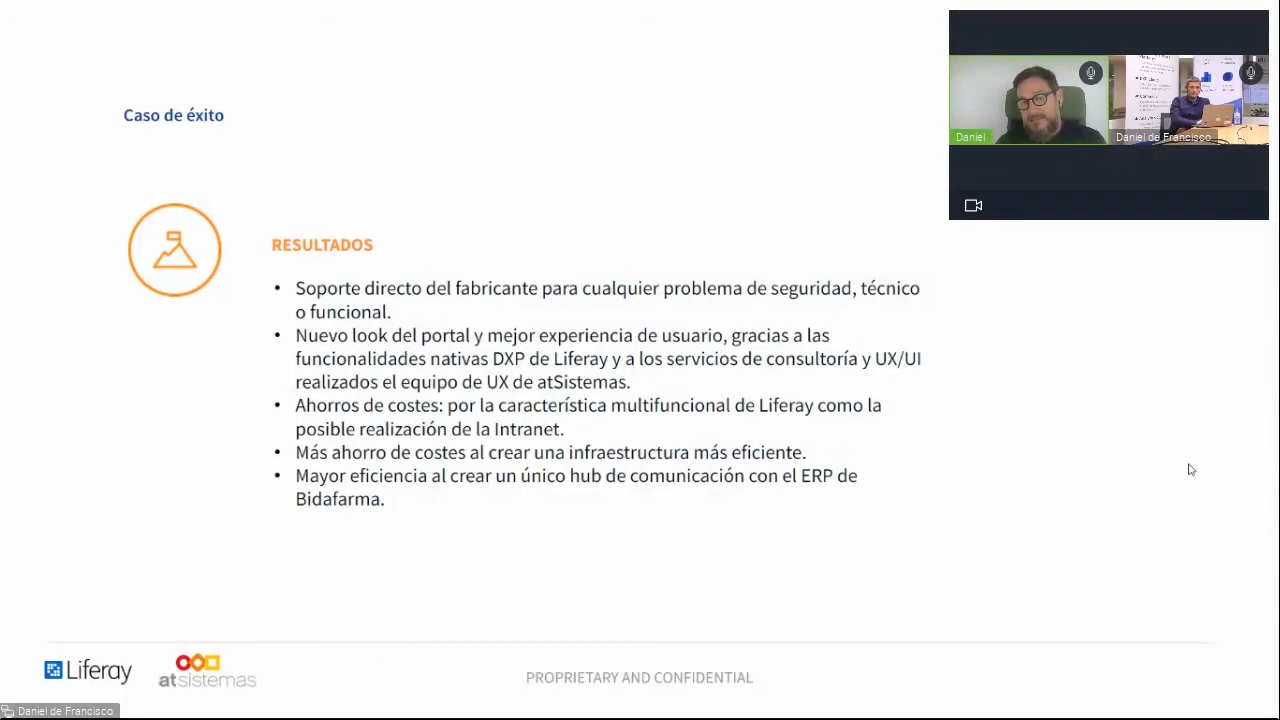 Caso de éxito
Daniel
Daniel de Francisco
RESULTADOS
• Soporte directo del fabricante para cualquier problema de seguridad, técnico
o funcional.
• Nuevo look del portal y mejor experiencia de usuario, gracias a las
funcionalidades nativas DXP de Liferay y a los servicios de consultoría y UX/UI
realizados el equipo de UX de atSistemas.
• Ahorros de costes: por la característica multifuncional de Liferay como la
posible realización de la Intranet.
• Más ahorro de costes al crear una infraestructura más eficiente.
• Mayor eficiencia al crear un único hub de comunicación con el ERP de
Bidafarma.
Liferay
atsistemas
PROPRIETARY AND CONFIDENTIAL
Daniel de Francisco